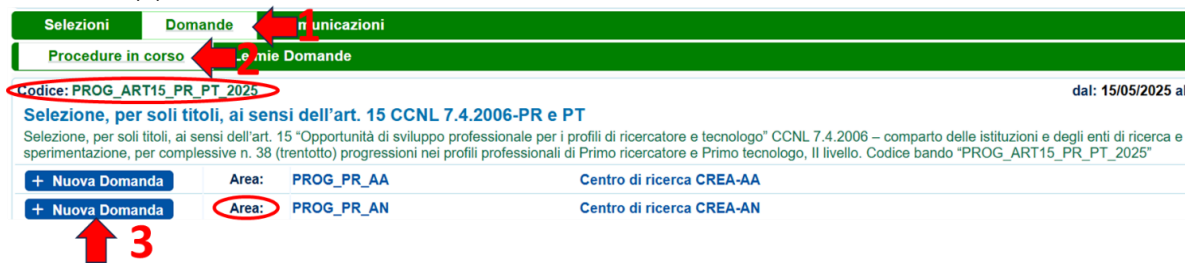 Selezioni Domande 1 municazioni
Procedure in corso 2 Le mie Domande
Codice: PROG_ART15_PR_PT_2025 dal: 15/05/2025 al
Selezione, per soli titoli, ai sensi dell'art. 15 CCNL 7.4.2006-PR e PT
Selezione, per soli titoli, ai sensi dell'art. 15 “Opportunità di sviluppo professionale per i profili di ricercatore e tecnologo” CCNL 7.4.2006 – comparto delle istituzioni e degli enti di ricerca e
sperimentazione, per complessive n. 38 (trentotto) progressioni nei profili professionali di Primo ricercatore e Primo tecnologo, II livello. Codice bando “PROG_ART15_PR_PT_2025”
+ Nuova Domanda Area: PROG_PR_AA Centro di ricerca CREA-AA
+ Nuova Domanda Area: PROG_PR_AN Centro di ricerca CREA-AN
3